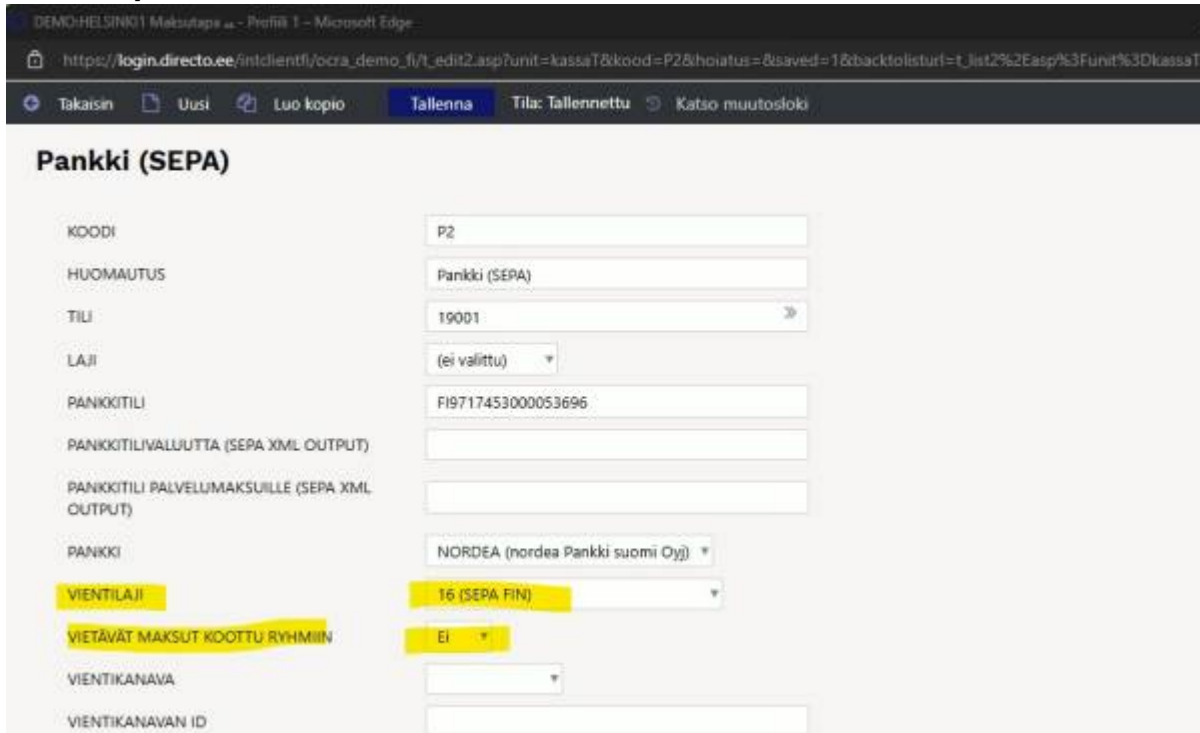 DEMO:HELSINKI01 Maksutapa ... - Profiili 1 – Microsoft Edge
https://login.directo.ee/intclientfi/ocra_demo_fi/t_edit2.asp?unit=kassaT&kood=P2&hoiatus=&saved=1&backtolisturl=t_list2%2Easp%3Funit%3DkassaT
Takaisin Uusi Luo kopio Tallenna Tila: Tallennettu Katso muutosloki
Pankki (SEPA)
KOODI P2
HUOMAUTUS Pankki (SEPA)
TILI 19001
LAJI (ei valittu)
PANKKITILI FI9717453000053696
PANKKITILIVALUUTTA (SEPA XML OUTPUT)
PANKKITILI PALVELUMAKSUILLE (SEPA XML
OUTPUT)
PANKKI NORDEA (nordea Pankki suomi Oyj)
VIENTILAJI 16 (SEPA FIN)
VIETÄVÄT MAKSUT KOOTTU RYHMIIN Ei
VIENTIKANAVA
VIENTIKANAVAN ID